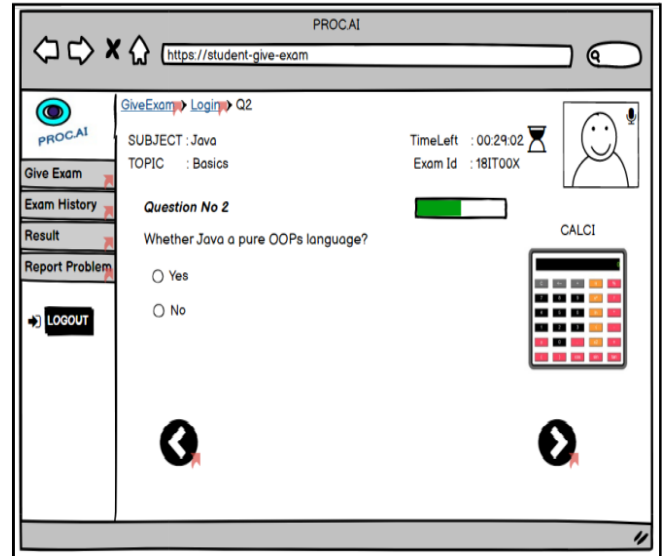 PROC.AI
https://student-give-exam
PROC.AI
GiveExam Login Q2
SUBJECT : Java
TimeLeft : 00:29:02
TOPIC : Basics
Exam Id : 18IT00X
Give Exam
Exam History
Result
Report Problem
LOGOUT
Question No 2
Whether Java a pure OOPs language?
Yes
No
CALCI